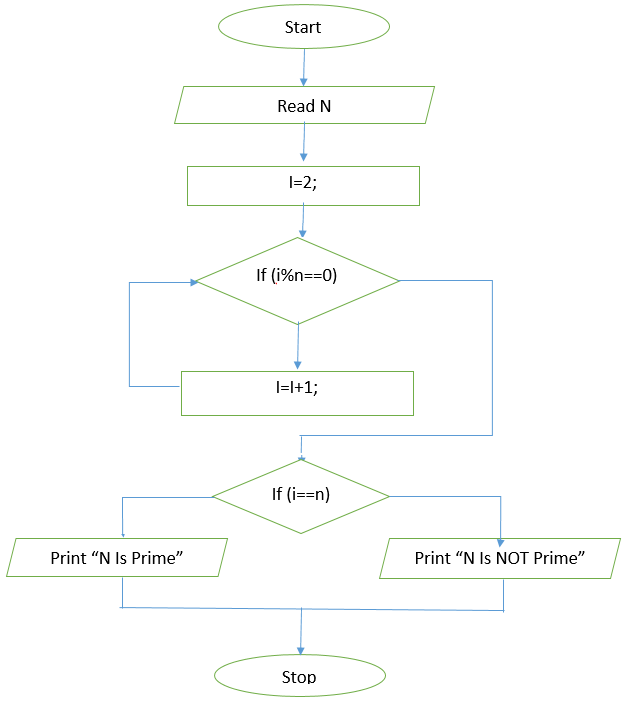 Start
Read N
I=2;
If (i%n==0)
I=I+1;
If (i==n)
Print “N Is Prime”
Print “N Is NOT Prime”
Stop